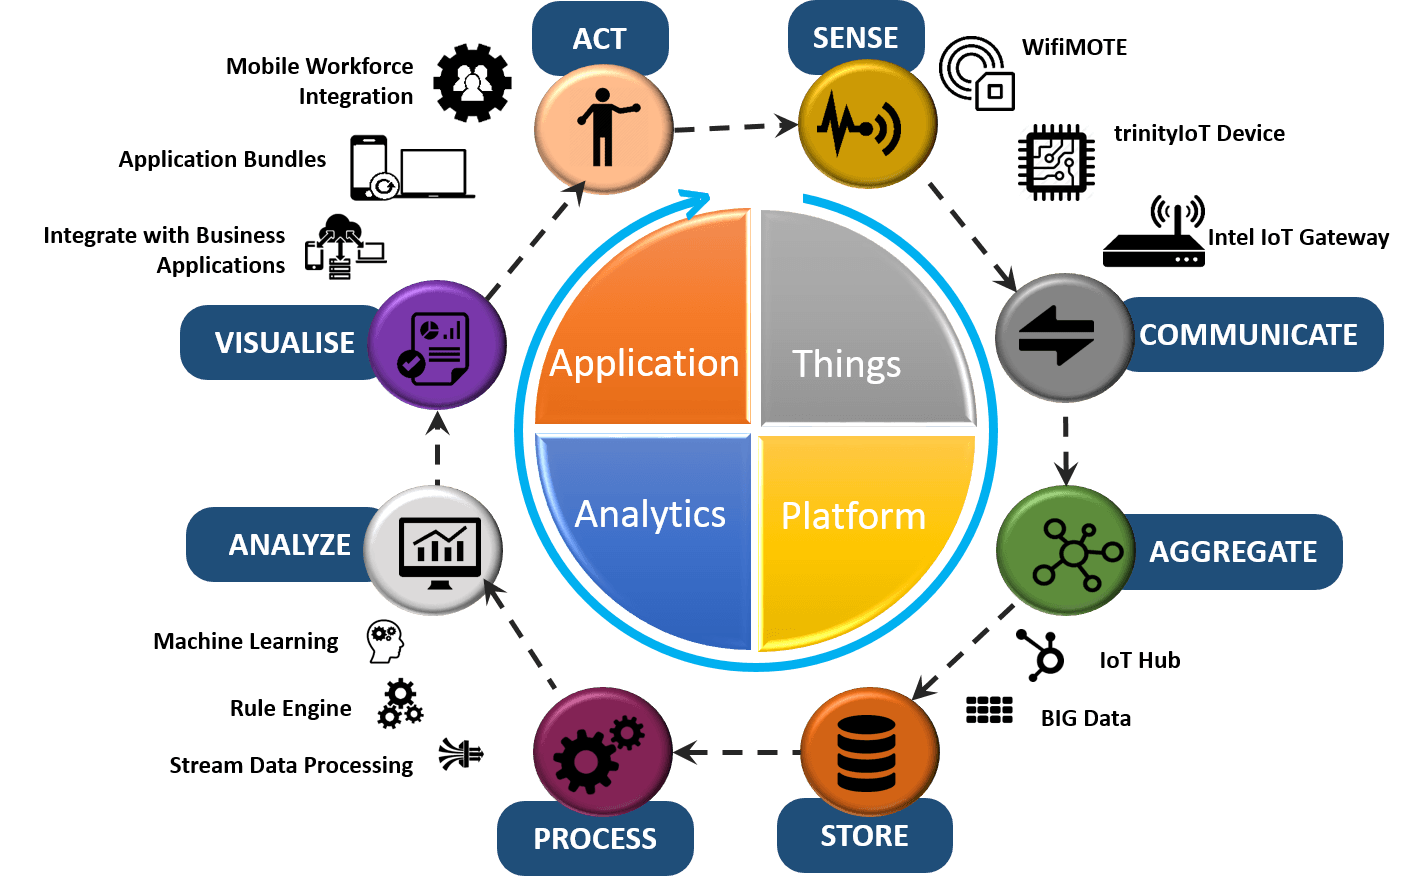 ACT
SENSE
Mobile Workforce
Integration
WifiMOTE
Application Bundles
trinityIoT Device
Integrate with Business
Applications
Intel IoT Gateway
VISUALISE
COMMUNICATE
Application
Things
Analytics
Platform
ANALYZE
AGGREGATE
Machine Learning
IoT Hub
Rule Engine
BIG Data
Stream Data Processing
PROCESS
STORE